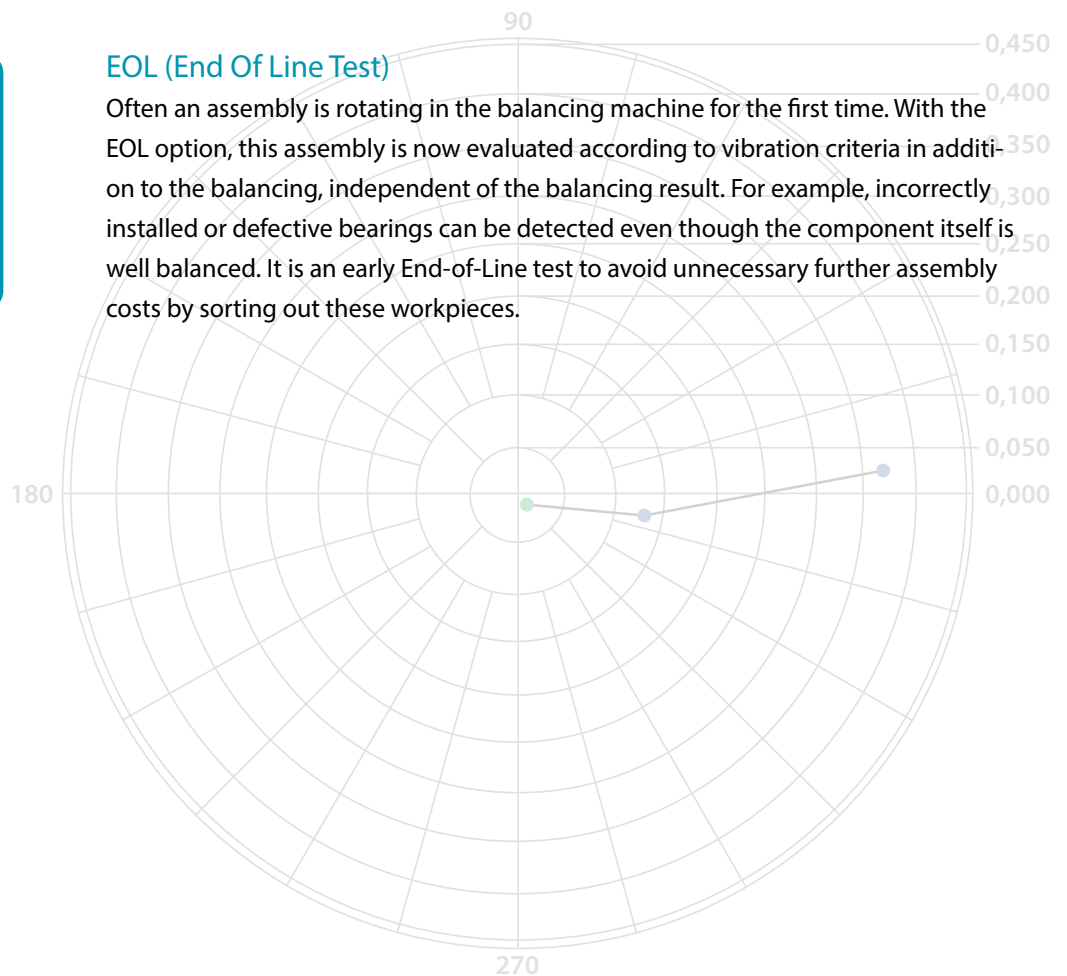 90
EOL (End Of Line Test)
Often an assembly is rotating in the balancing machine for the first time. With the
EOL option, this assembly is now evaluated according to vibration criteria in additi-
on to the balancing, independent of the balancing result. For example, incorrectly
installed or defective bearings can be detected even though the component itself is
well balanced. It is an early End-of-Line test to avoid unnecessary further assembly
costs by sorting out these workpieces.
0,450
0,400
0,350
0,300
0,250
0,200
0,150
0,100
0,050
0,000
180
270